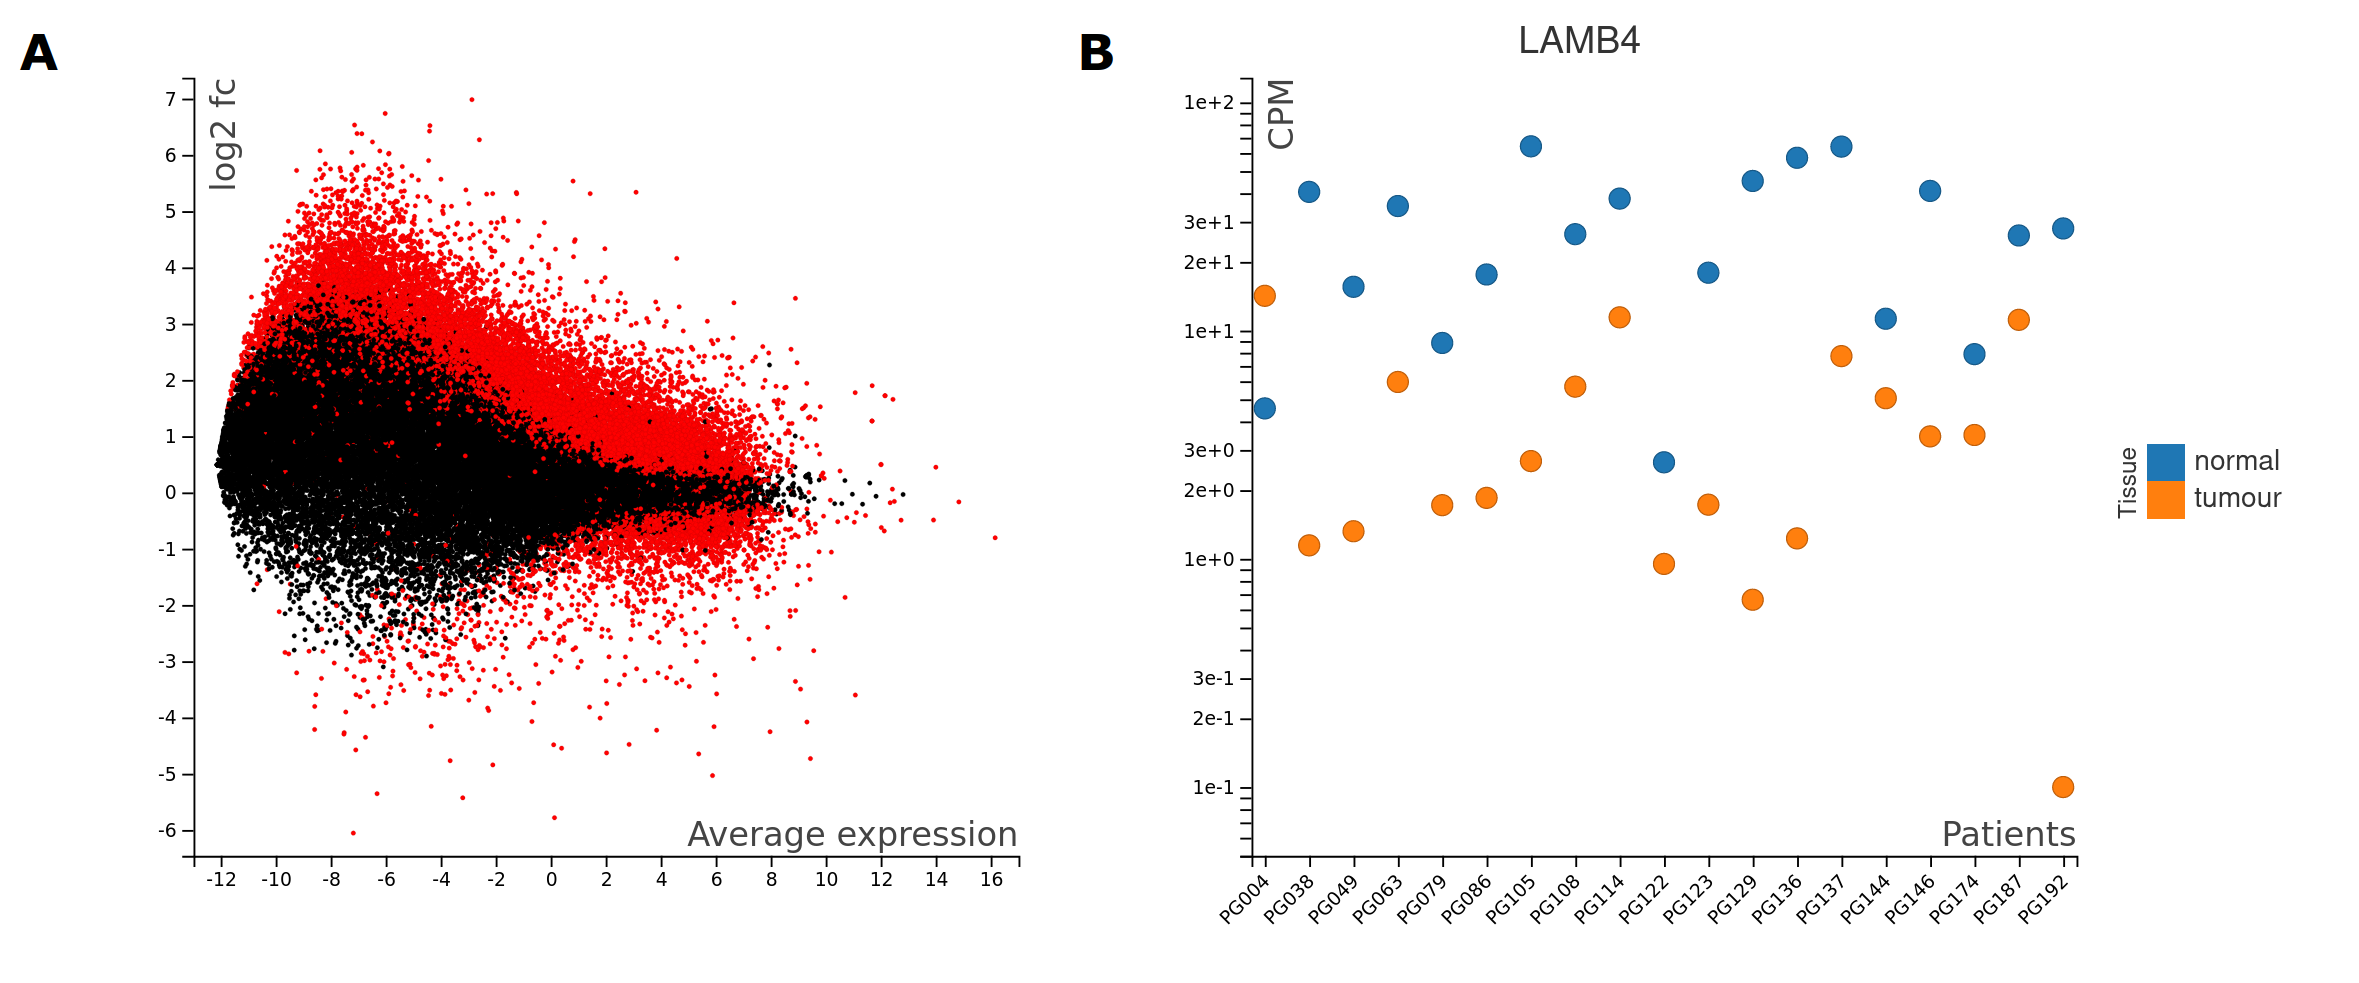 A
log2 fc
7
6
5
4
3
2
1
0
-1
-2
-3
-4
-5
-6
Average expression
-12 -10 -8 -6 -4 -2 0 2 4 6 8 10 12 14 16
B
LAMB4
CPM
1e+2
3e+1
2e+1
1e+1
3e+0
2e+0
1e+0
3e-1
2e-1
1e-1
Patients
PG004 PG038 PG049 PG063 PG079 PG086 PG105 PG108 PG114 PG122 PG123 PG129 PG136 PG137 PG144 PG146 PG174 PG187 PG192
Tissue
normal
tumour